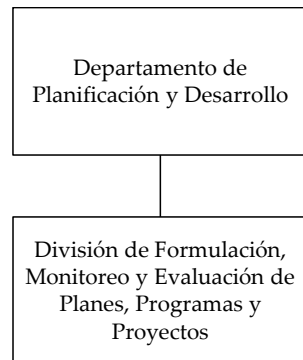 Departamento de
Planificación y Desarrollo
División de Formulación,
Monitoreo y Evaluación de
Planes, Programas y
Proyectos